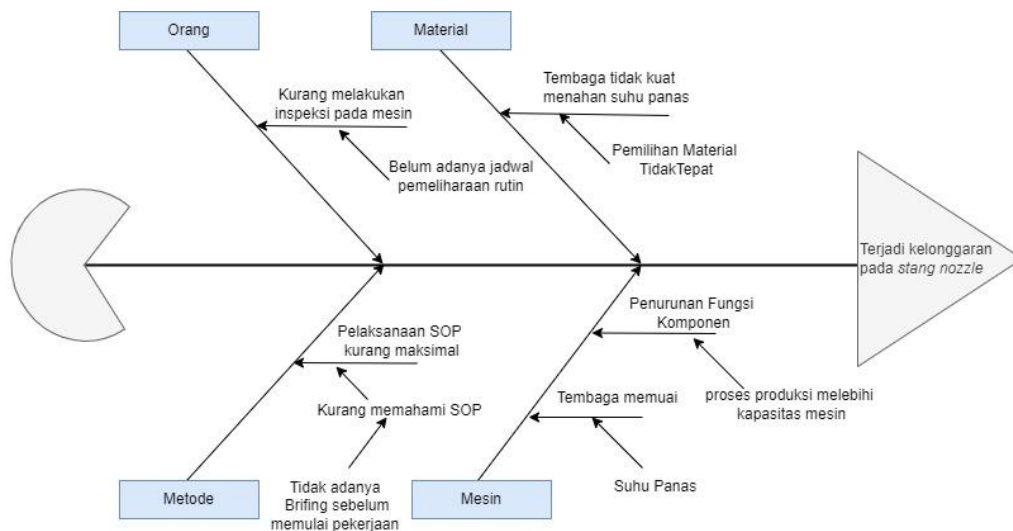 Orang
Material
Kurang melakukan
inspeksi pada mesin
Belum adanya jadwal
pemeliharaan rutin
Tembaga tidak kuat
menahan suhu panas
Pemilihan Material
TidakTepat
Terjadi kelonggaran
pada stang nozzle
Pelaksanaan SOP
kurang maksimal
Kurang memahami SOP
Tidak adanya
Brifing sebelum
memulai pekerjaan
Penurunan Fungsi
Komponen
proses produksi melebihi
kapasitas mesin
Tembaga memuai
Suhu Panas
Metode
Mesin